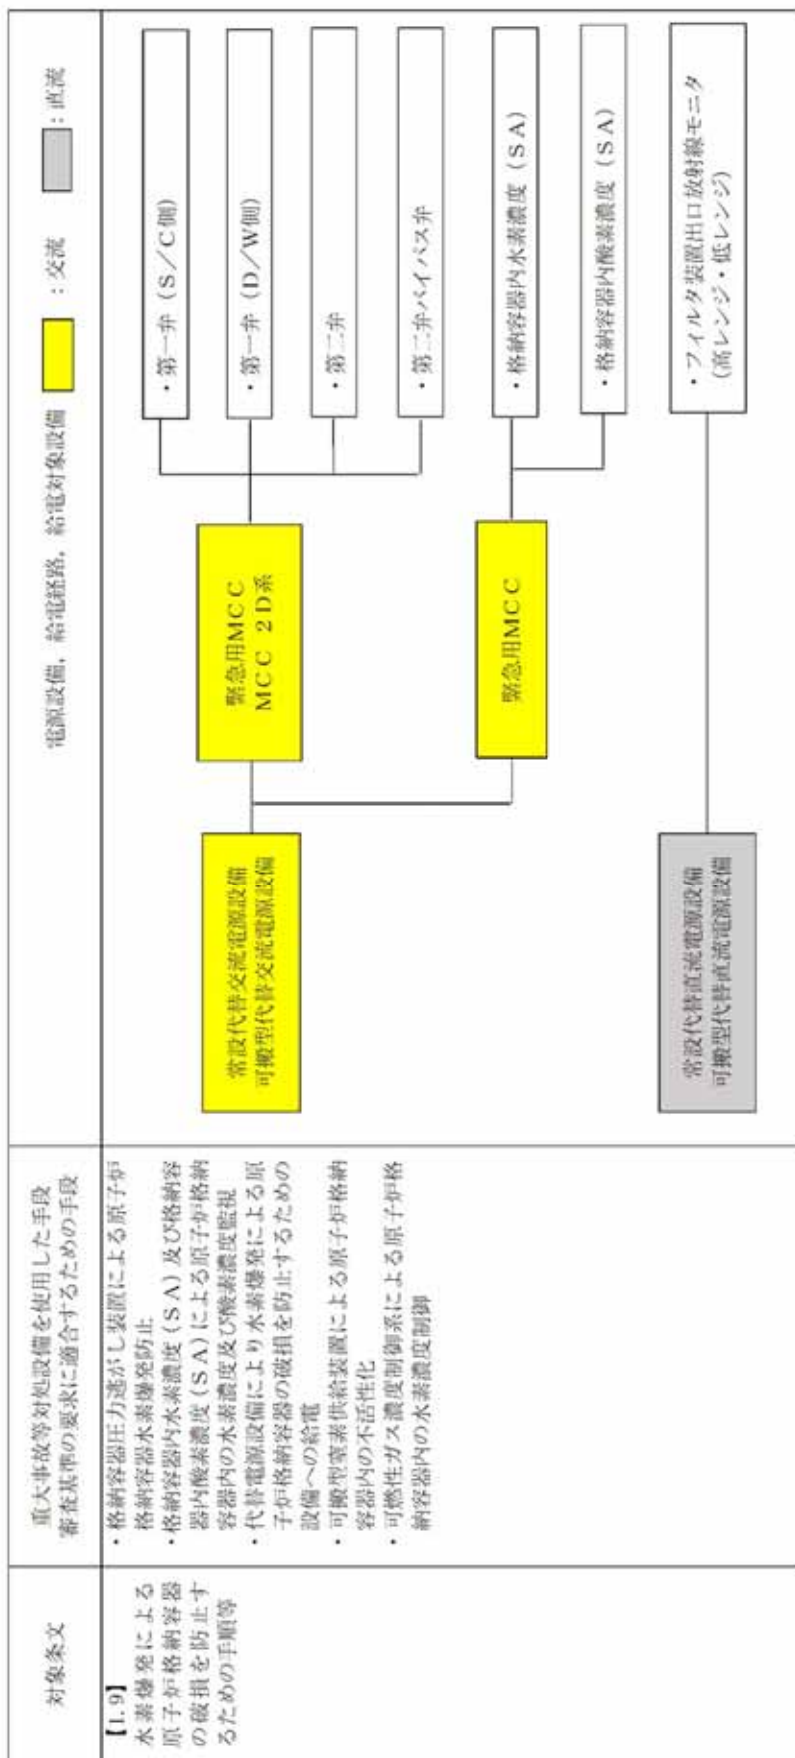 対象条文
重大事故等対処設備を使用した手段
審査基準の要求に適合するための手段
電源設備，給電経路，給電対象設備
：交流
：直流
【1.9】
水素爆発による
原子炉格納容器
の破損を防止す
るための手順等
・格納容器圧力逃がし装置による原子炉
格納容器水素爆発防止
・格納容器内水素濃度（ＳＡ）及び格納容
器内酸素濃度（ＳＡ）による原子炉格納
容器内の水素濃度及び酸素濃度監視
・代替電源設備により水素爆発による原
子炉格納容器の破損を防止するための
設備への給電
・可搬型窒素供給装置による原子炉格納
容器内の不活性化
・可燃性ガス濃度制御系による原子炉格
納容器内の水素濃度制御
常設代替交流電源設備
可搬型代替交流電源設備
緊急用ＭＣＣ
ＭＣＣ ２Ｄ系
・第一弁（Ｓ／Ｃ側）
・第一弁（Ｄ／Ｗ側）
・第二弁
・第二弁バイパス弁
緊急用ＭＣＣ
・格納容器内水素濃度（ＳＡ）
・格納容器内酸素濃度（ＳＡ）
常設代替直流電源設備
可搬型代替直流電源設備
・フィルタ装置出口放射線モニタ
（高レンジ・低レンジ）